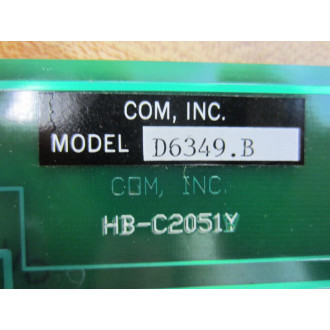 COM, INC.
MODEL D6349.B
COM, INC.
HB-C2051Y